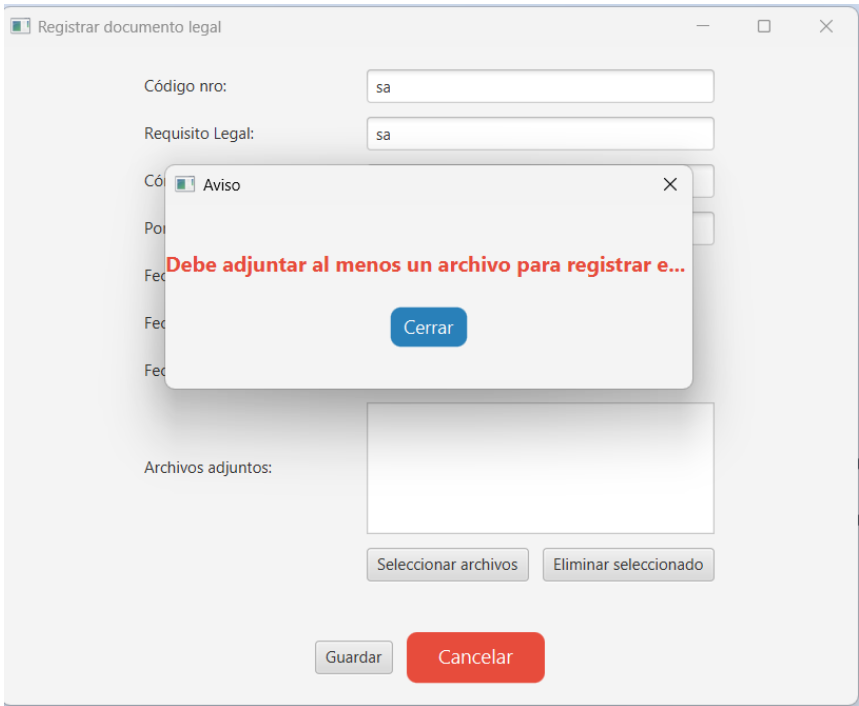 Registrar documento legal
Código nro:
sa
Requisito Legal:
sa
Aviso
Debe adjuntar al menos un archivo para registrar e...
Cerrar
Archivos adjuntos:
Seleccionar archivos
Eliminar seleccionado
Guardar
Cancelar